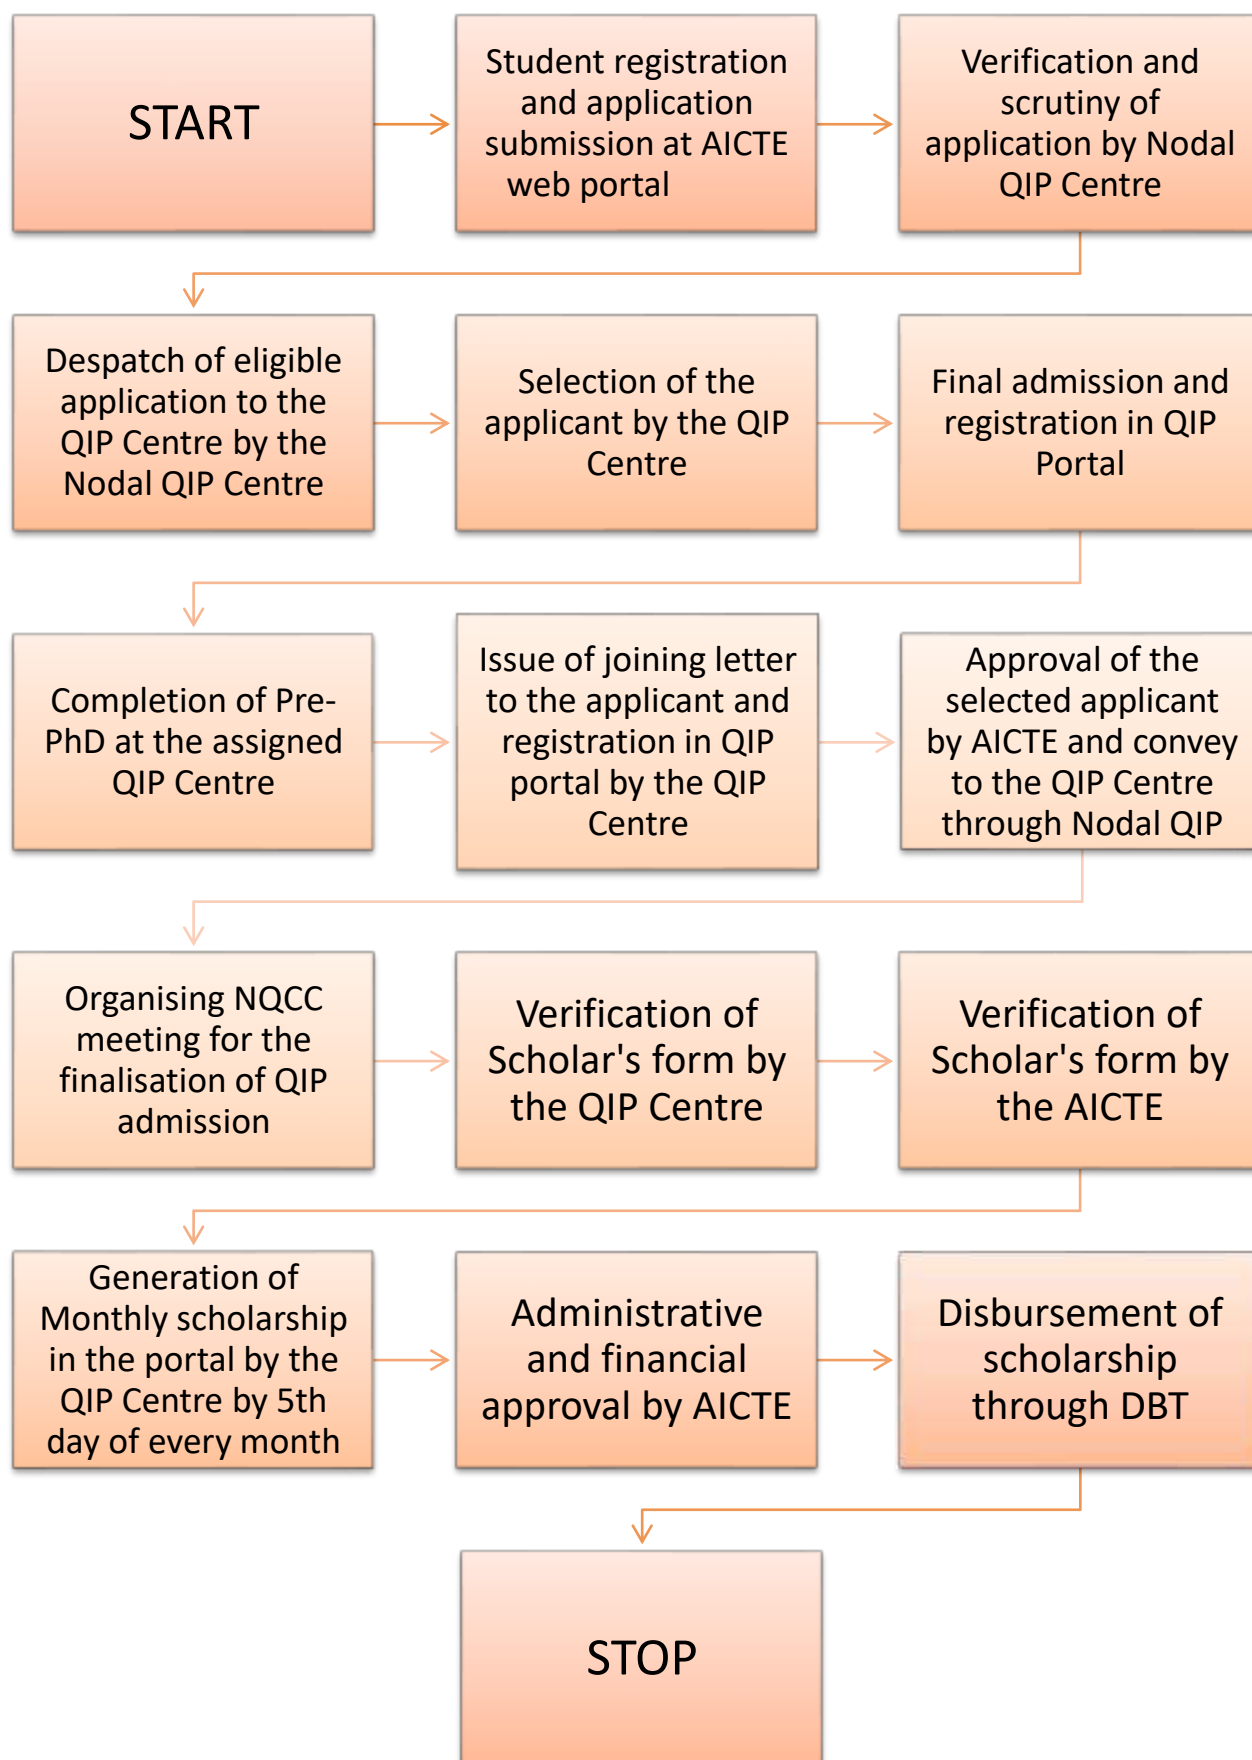 START
Student registration
and application
submission at AICTE
web portal
Verification and
scrutiny of
application by Nodal
QIP Centre
Despatch of eligible
application to the
QIP Centre by the
Nodal QIP Centre
Selection of the
applicant by the QIP
Centre
Final admission and
registration in QIP
Portal
Completion of Pre-
PhD at the assigned
QIP Centre
Issue of joining letter
to the applicant and
registration in QIP
portal by the QIP
Centre
Approval of the
selected applicant
by AICTE and convey
to the QIP Centre
through Nodal QIP
Organising NQCC
meeting for the
finalisation of QIP
admission
Verification of
Scholar's form by
the QIP Centre
Verification of
Scholar's form by
the AICTE
Generation of
Monthly scholarship
in the portal by the
QIP Centre by 5th
day of every month
Administrative
and financial
approval by AICTE
Disbursement of
scholarship
through DBT
STOP